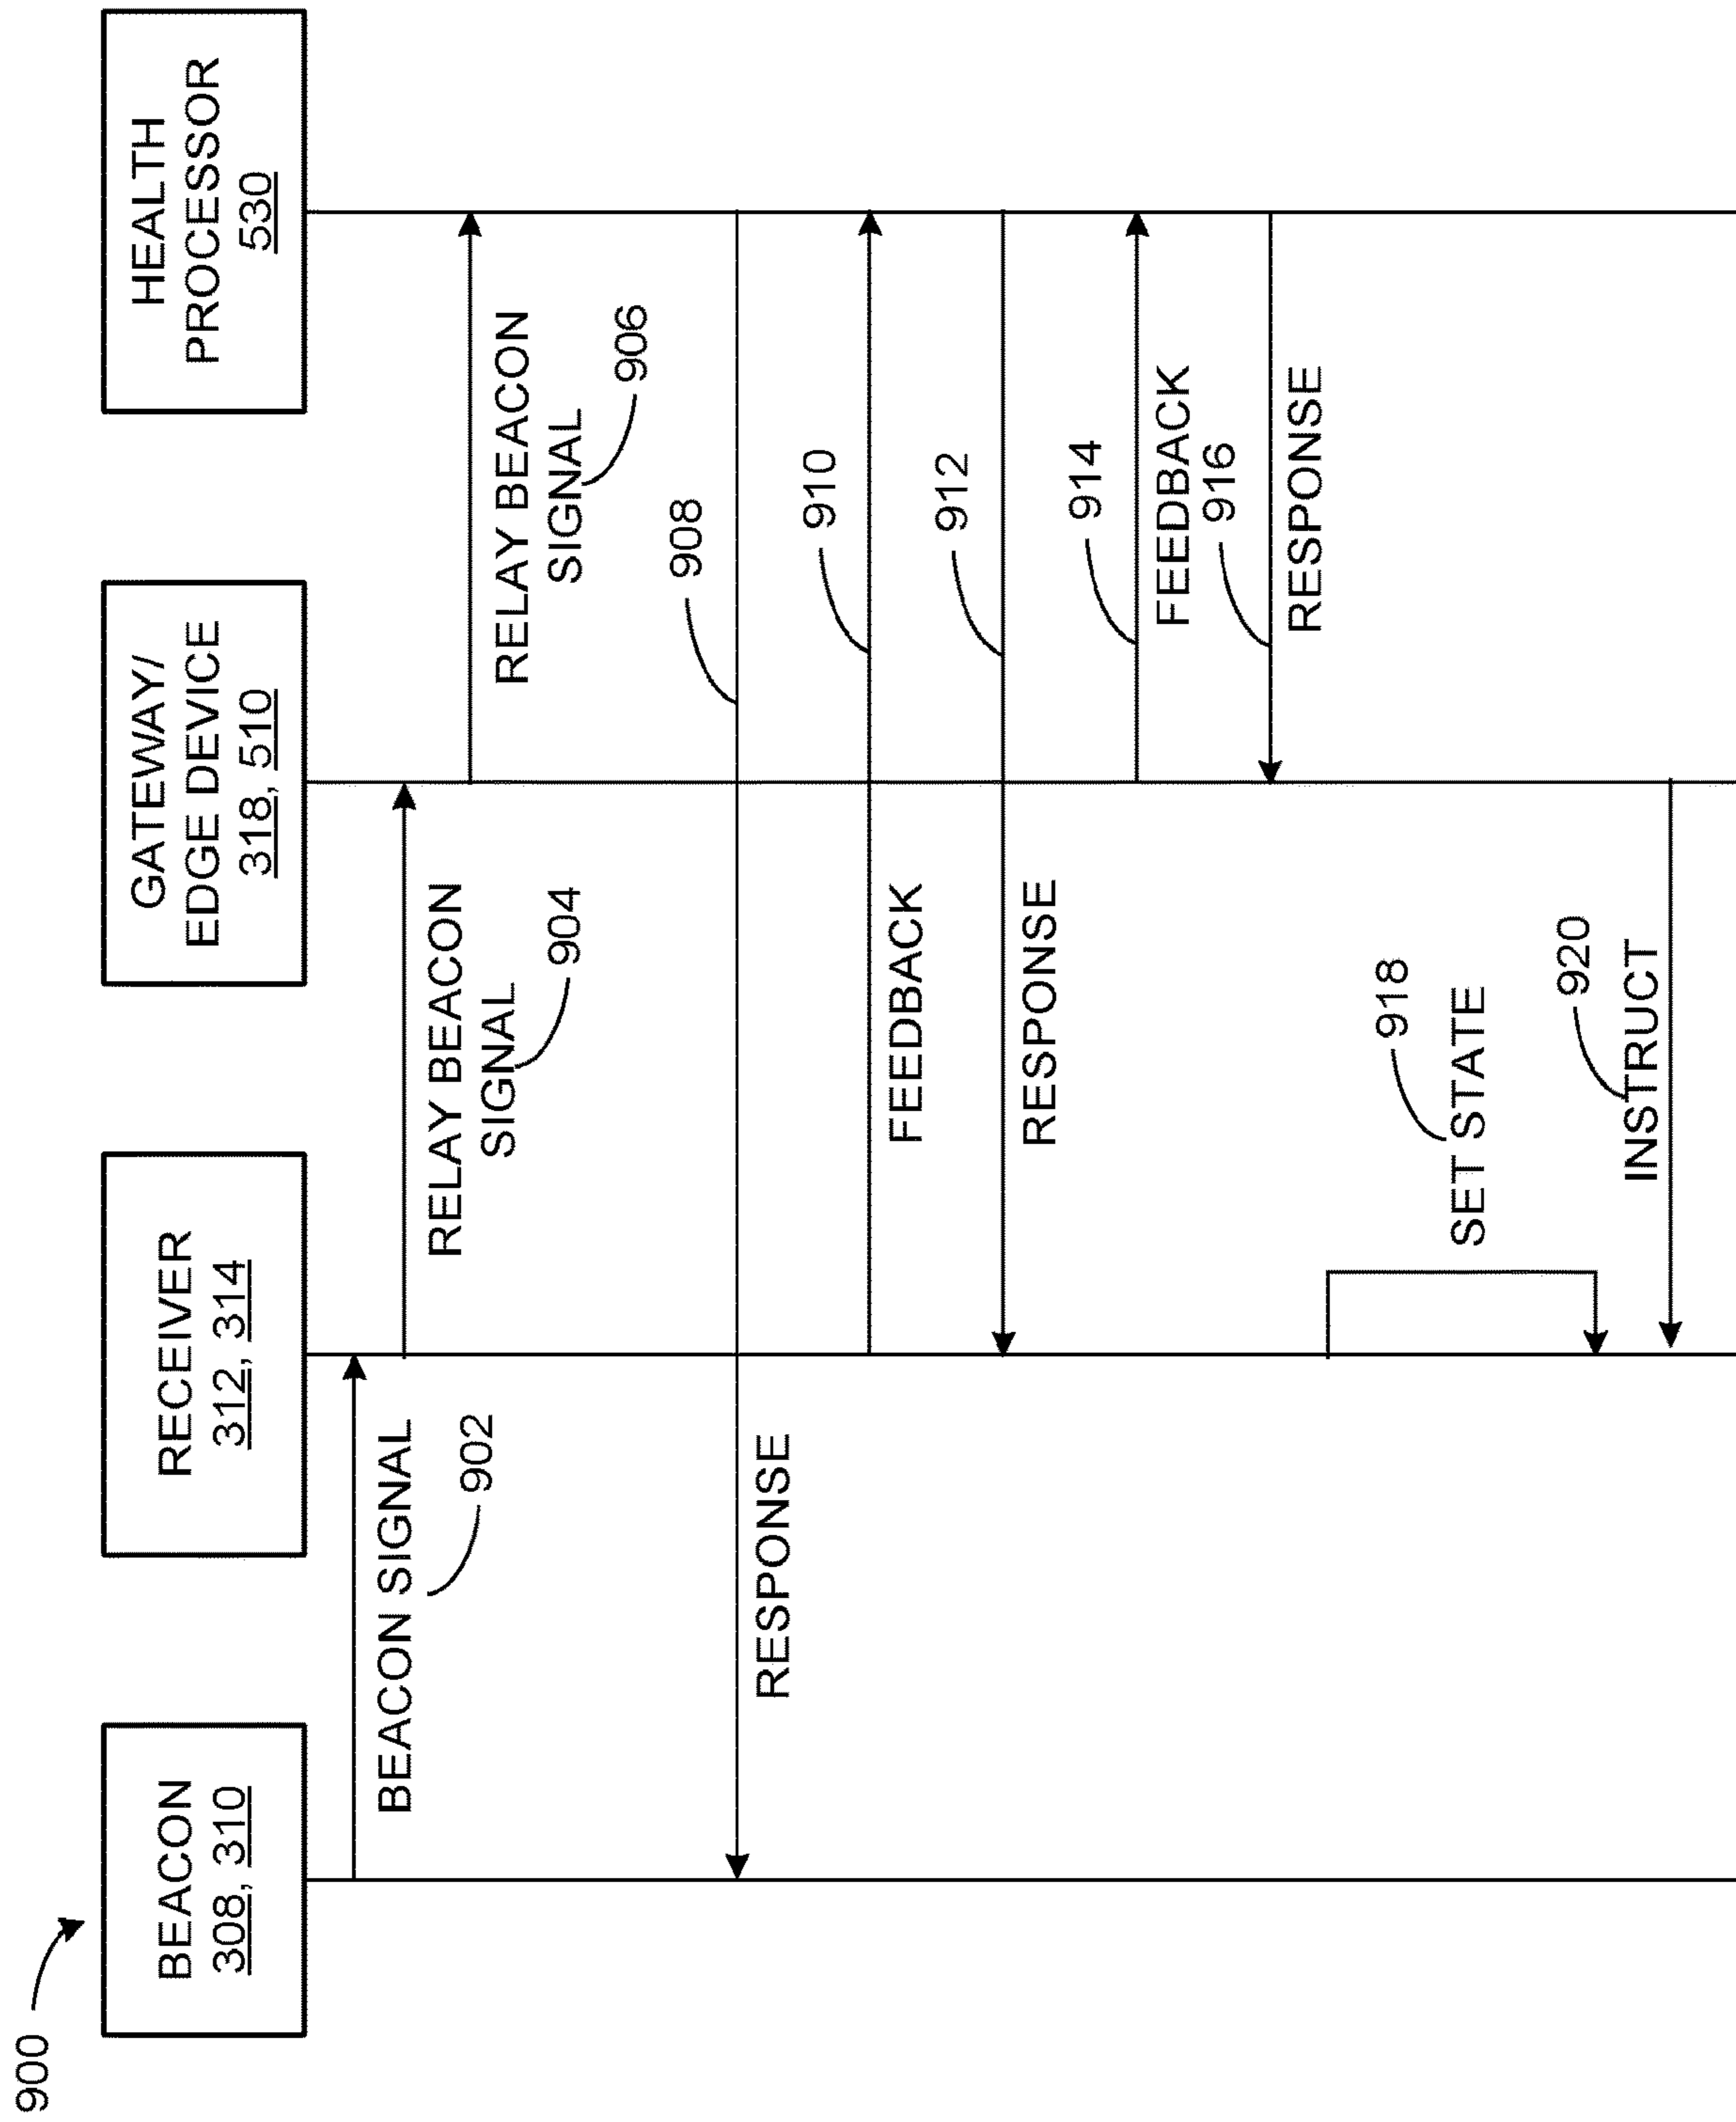 900
BEACON
308, 310
RECEIVER
312, 314
GATEWAY/
EDGE DEVICE
318, 510
HEALTH
PROCESSOR
530
BEACON SIGNAL
902
RELAY BEACON
SIGNAL
904
RELAY BEACON
SIGNAL
906
908
RESPONSE
910
FEEDBACK
912
RESPONSE
914
FEEDBACK
916
RESPONSE
918
SET STATE
920
INSTRUCT